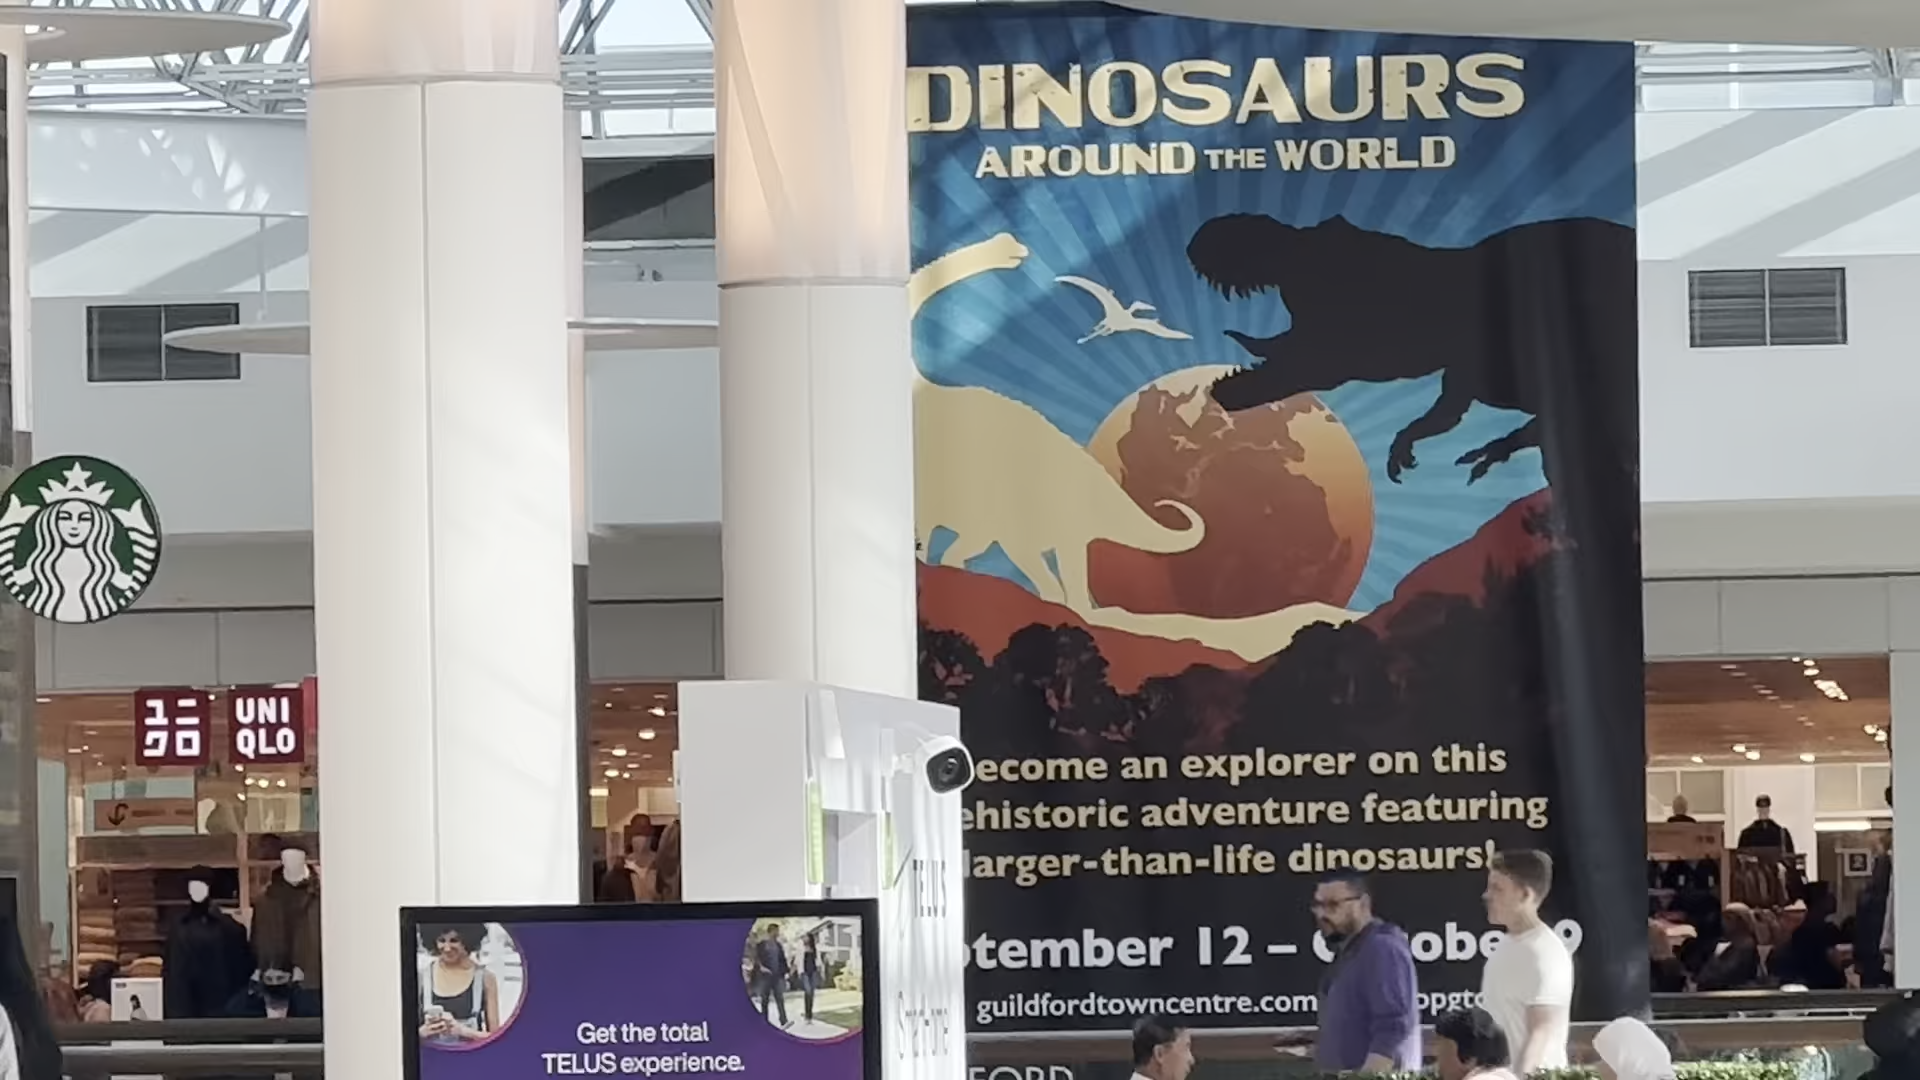 DINOSAURS
AROUND THE WORLD
ユニ
クロ
UNI
QLO
ecome an explorer on this
ehistoric adventure featuring
larger-than-life dinosaurs!
tember 12 –
guildfordtowncentre.com
TELUS
Get the total
TELUS experience.
FORD